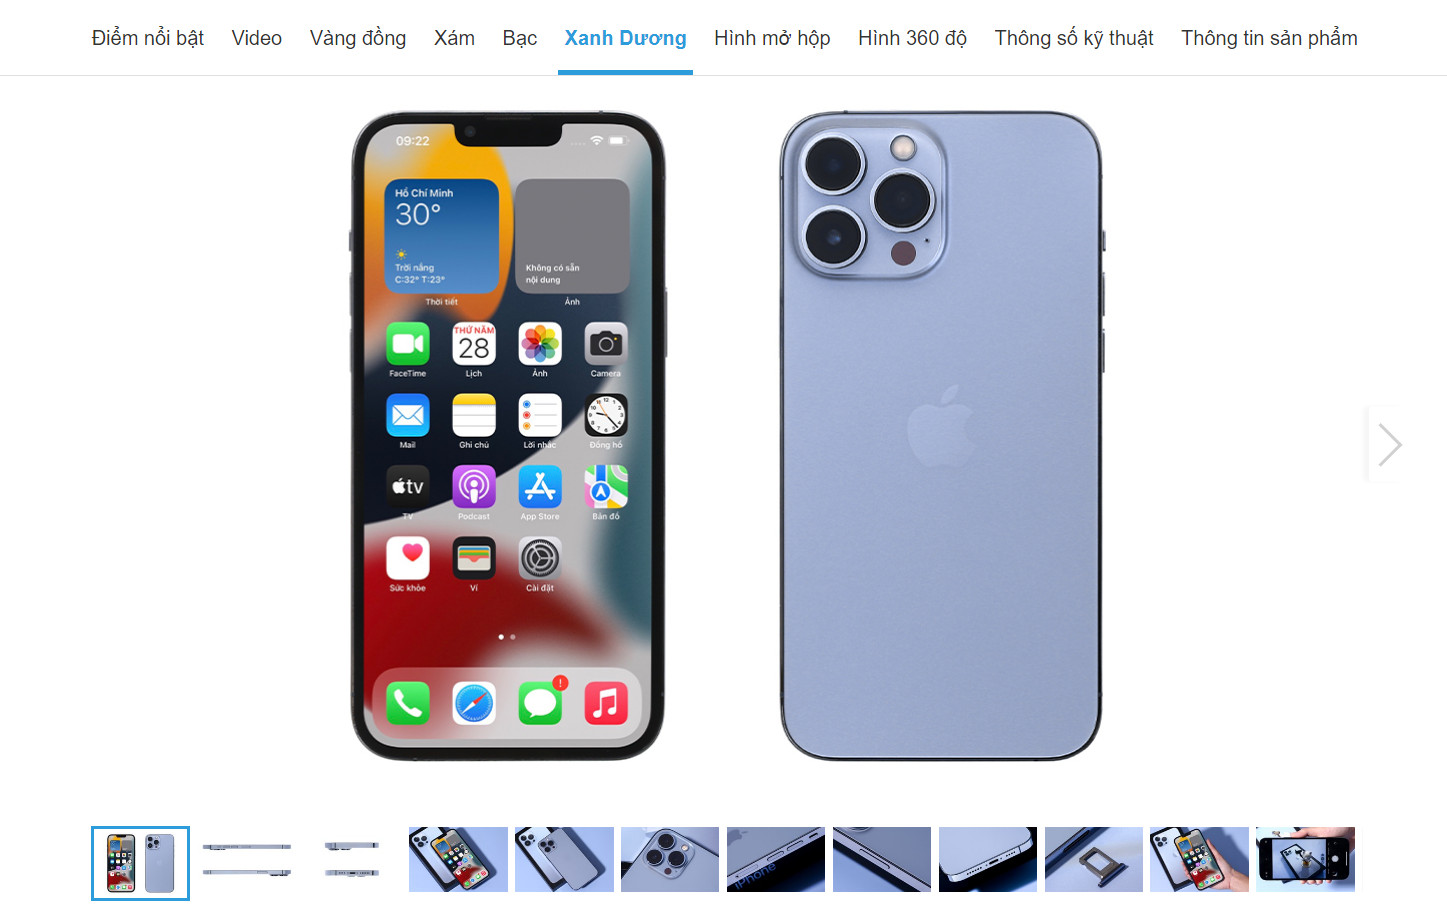 Điểm nổi bật Video Vàng đồng Xám Bạc Xanh Dương Hình mở hộp Hình 360 độ Thông số kỹ thuật Thông tin sản phẩm
09:22
Hồ Chí Minh
30°
Trời nắng
C:32° T:23°
Thời tiết
Không có sẵn
nội dung
Ảnh
THỨ NĂM
28
FaceTime Lịch Ảnh Camera
Mail Ghi chú Lời nhắc Đồng hồ
tv
TV Podcast App Store Bản đồ
Sức khỏe Ví Cài đặt
!
iPhone